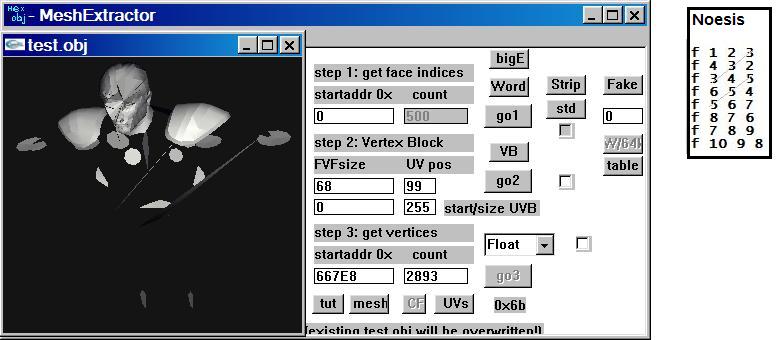 Hex
obj- - MeshExtractor
test.obj
step 1: get face indices
startaddr 0x count
0 500
step 2: Vertex Block
FVFsize UV pos
68 99
0 255 start/size UVB
step 3: get vertices
startaddr 0x count
667E8 2893
tut mesh CF UVs
(existing test.obj will be overwritten!)
bigE
Word
go1
VB
go2
Float
go3
0x6b
Strip
std
Fake
0
table
Noesis
f 1 2 3
f 4 3 2
f 3 4 5
f 6 5 4
f 5 6 7
f 8 7 6
f 7 8 9
f 10 9 8